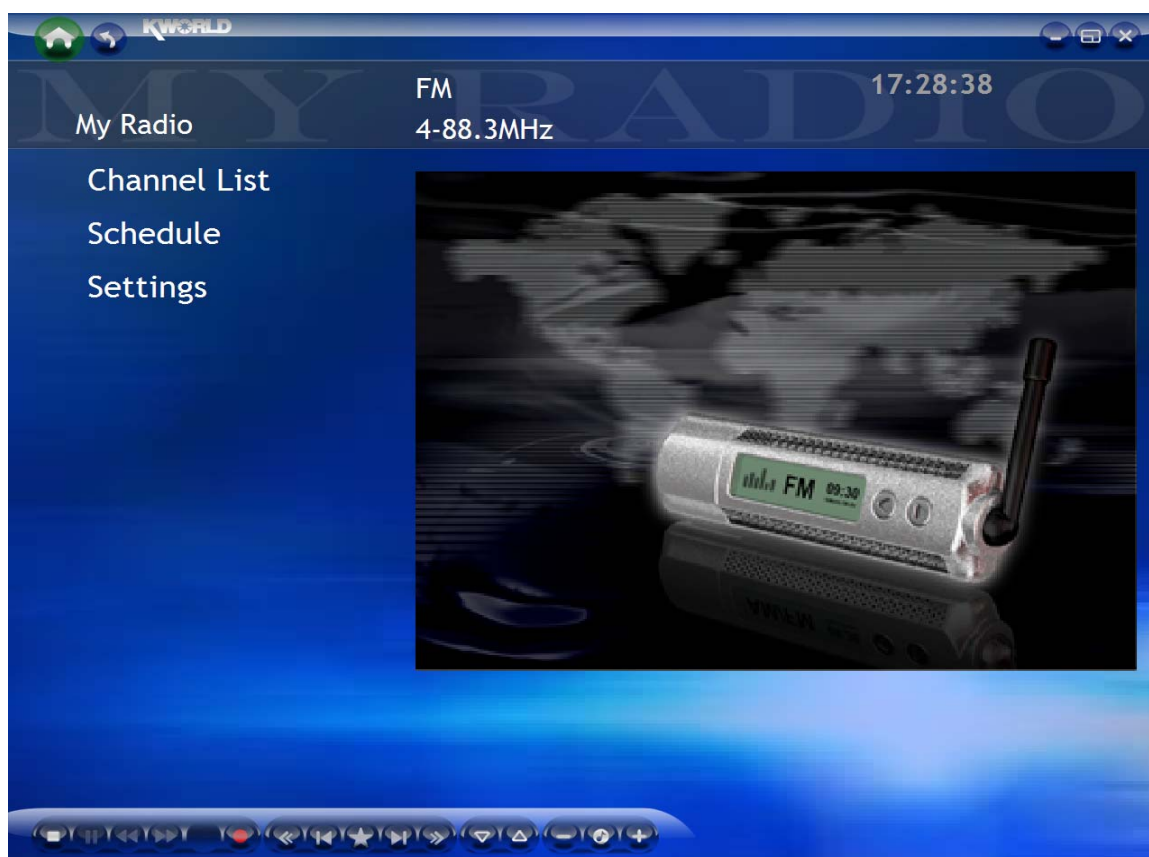 KWORLD
MY RADIO
FM
17:28:38
My Radio
4-88.3MHz
Channel List
Schedule
Settings
FM 09:30